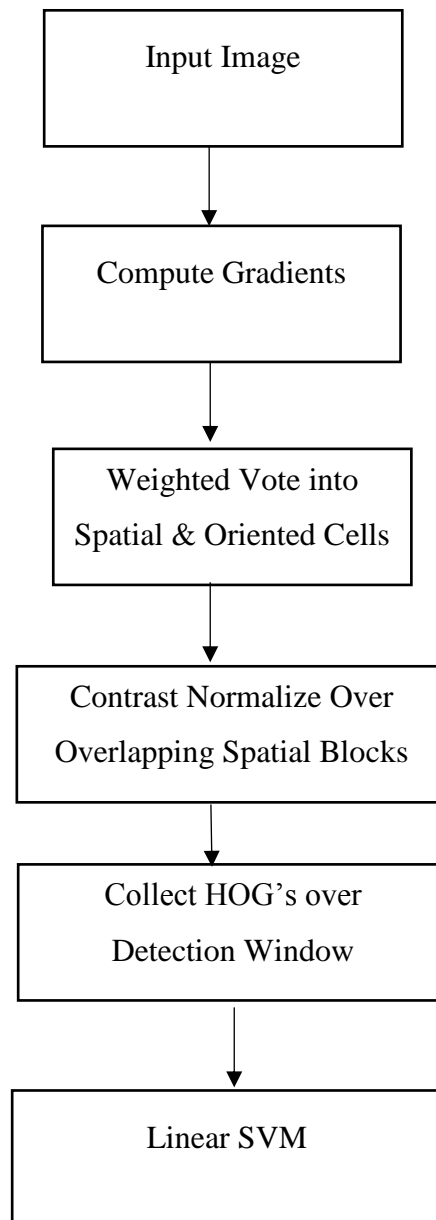 Input Image
Compute Gradients
Weighted Vote into
Spatial & Oriented Cells
Contrast Normalize Over
Overlapping Spatial Blocks
Collect HOG’s over
Detection Window
Linear SVM